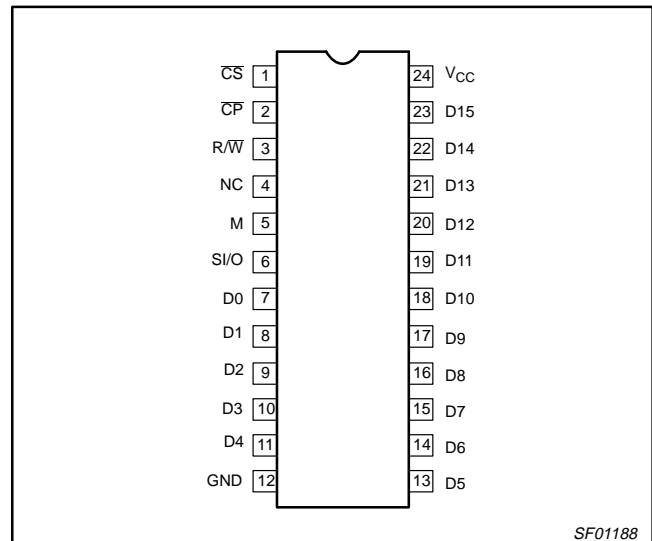 C̅S̅ 1 24 VCC
C̅P̅ 2 23 D15
R/W̅ 3 22 D14
NC 4 21 D13
M 5 20 D12
SI/O 6 19 D11
D0 7 18 D10
D1 8 17 D9
D2 9 16 D8
D3 10 15 D7
D4 11 14 D6
GND 12 13 D5
SF01188